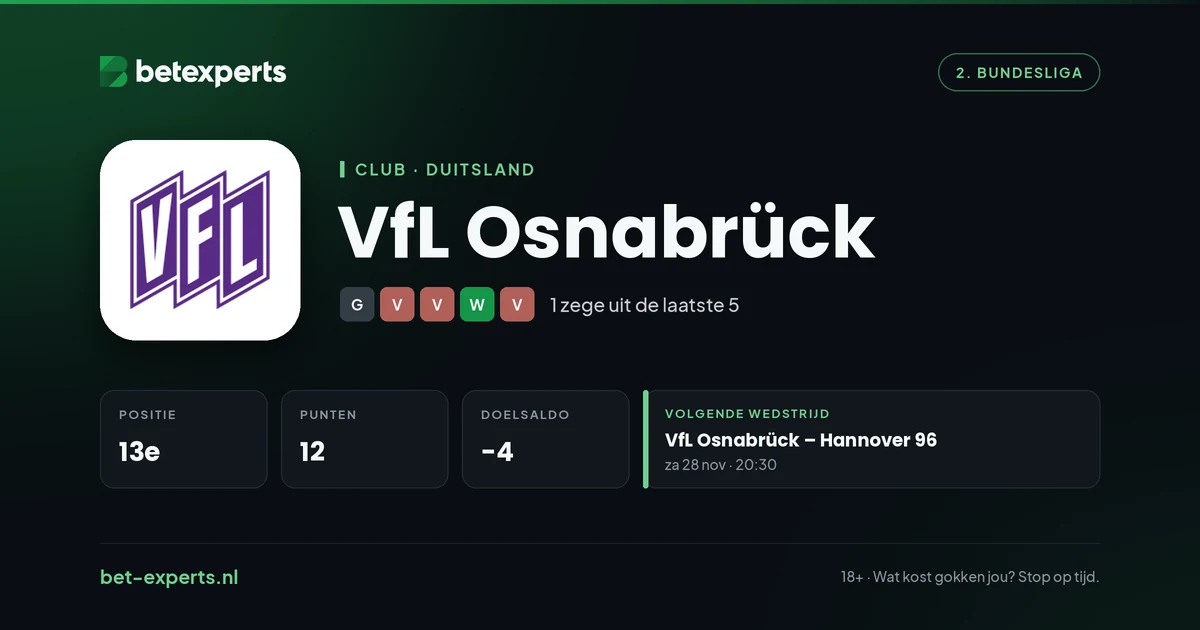 betexperts
2. BUNDESLIGA
VFL
CLUB · DUITSLAND
VfL Osnabrück
G V V W V 1 zege uit de laatste 5
POSITIE
13e
PUNTEN
12
DOELSALDO
-4
VOLGENDE WEDSTRIJD
VfL Osnabrück – Hannover 96
za 28 nov · 20:30
bet-experts.nl
18+ · Wat kost gokken jou? Stop op tijd.